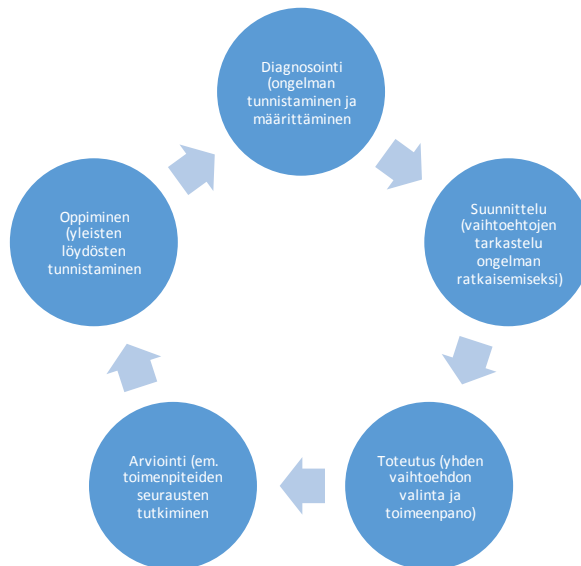 Diagnosointi
(ongelman
tunnistaminen ja
määrittäminen
Suunnittelu
(vaihtoehtojen
tarkastelu
ongelman
ratkaisemiseksi)
Toteutus (yhden
vaihtoehdon
valinta ja
toimeenpano)
Arviointi (em.
toimenpiteiden
seurausten
tutkiminen
Oppiminen
(yleisten
löydösten
tunnistaminen